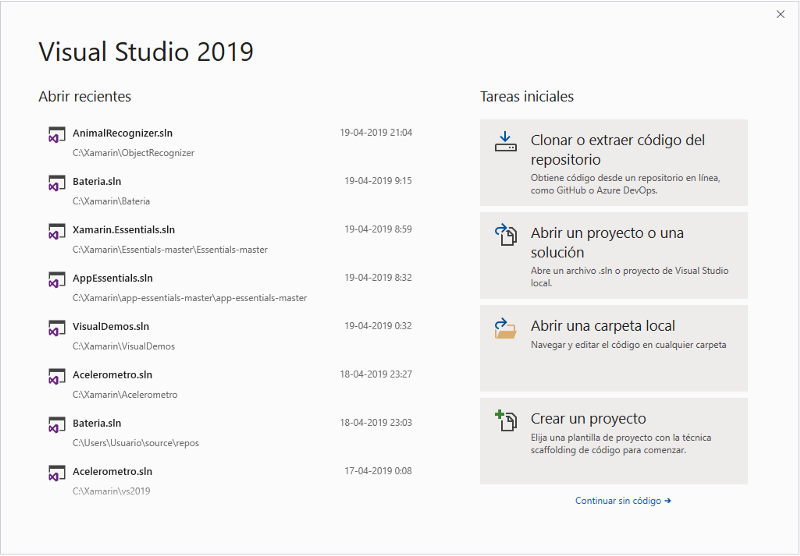 Visual Studio 2019
Abrir recientes
AnimalRecognizer.sln 19-04-2019 21:04
C:\Xamarin\ObjectRecognizer
Bateria.sln 19-04-2019 9:15
C:\Xamarin\Bateria
Xamarin.Essentials.sln 19-04-2019 8:59
C:\Xamarin\Essentials-master\Essentials-master
AppEssentials.sln 19-04-2019 8:32
C:\Xamarin\app-essentials-master\app-essentials-master
VisualDemos.sln 19-04-2019 0:32
C:\Xamarin\VisualDemos
Acelerometro.sln 18-04-2019 23:27
C:\Xamarin\Acelerometro
Bateria.sln 18-04-2019 23:03
C:\Users\Usuario\source\repos
Acelerometro.sln 17-04-2019 0:08
C:\Xamarin\vs2019
Tareas iniciales
Clonar o extraer código del
repositorio
Obtiene código desde un repositorio en línea,
como GitHub o Azure DevOps.
Abrir un proyecto o una
solución
Abre un archivo .sln o proyecto de Visual Studio
local.
Abrir una carpeta local
Navegar y editar el código en cualquier carpeta
Crear un proyecto
Elija una plantilla de proyecto con la técnica
scaffolding de código para comenzar.
Continuar sin código →